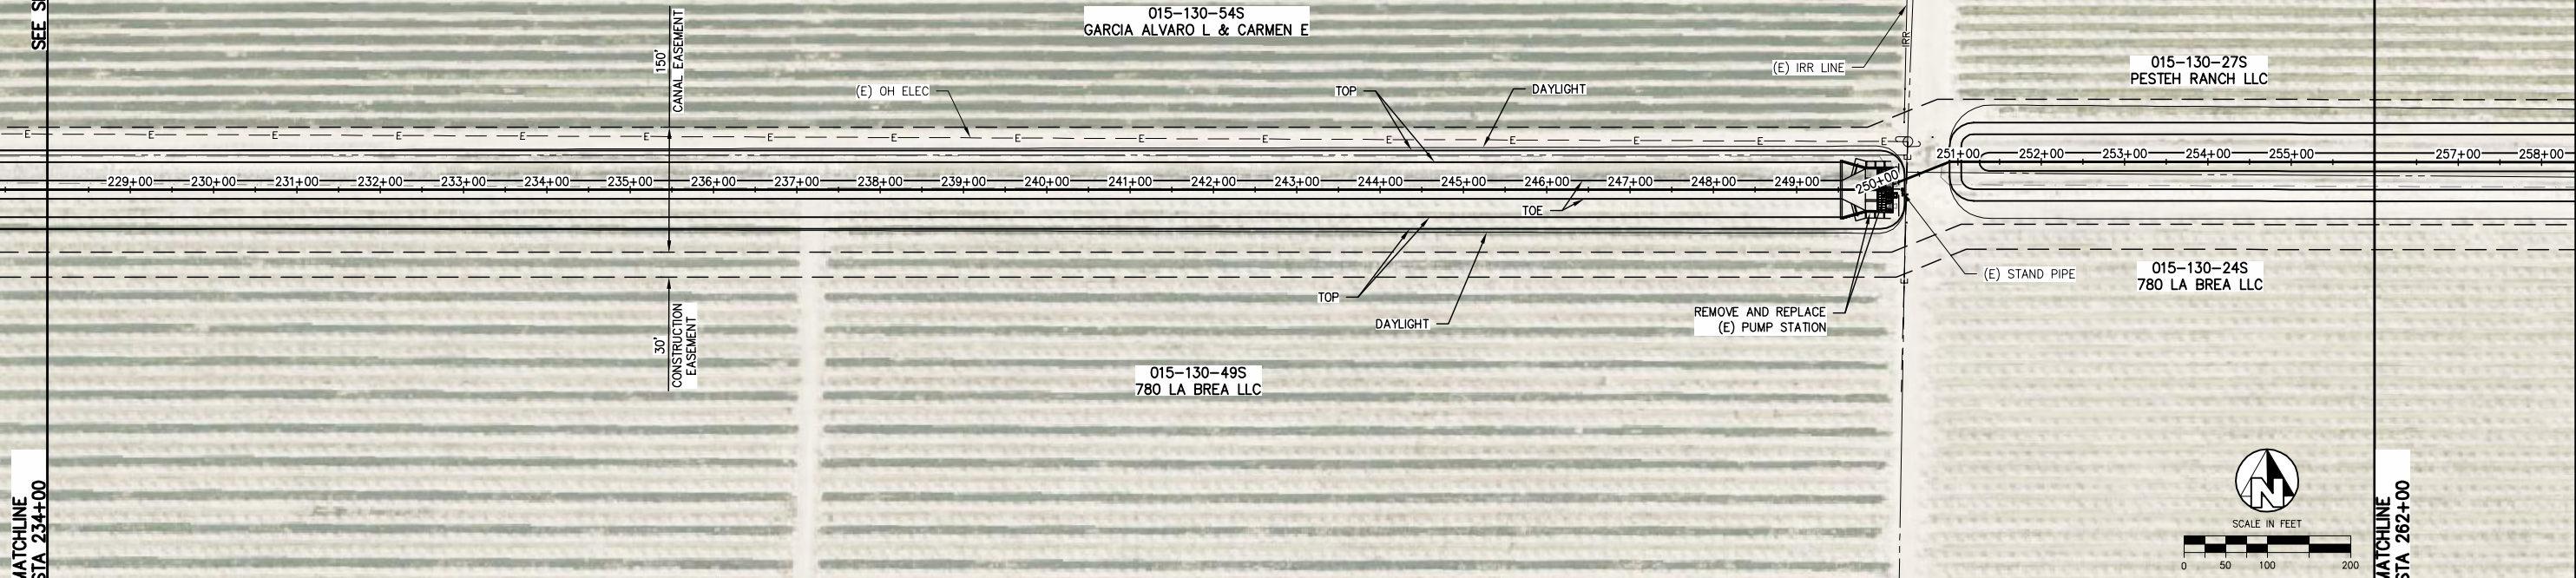 SEE S
MATCHLINE
STA 234+00
150'
CANAL EASEMENT
015-130-54S
GARCIA ALVARO L & CARMEN E
(E) OH ELEC
TOP
DAYLIGHT
(E) IRR LINE
IRR
015-130-27S
PESTEH RANCH LLC
E E E E E E E E E E E E E E E E
229+00 230+00 231+00 232+00 233+00 234+00 235+00 236+00 237+00 238+00 239+00 240+00 241+00 242+00 243+00 244+00 245+00 246+00 247+00 248+00 249+00 250+00 251+00 252+00 253+00 254+00 255+00 257+00 258+00
E
TOE
E
(E) STAND PIPE
015-130-24S
780 LA BREA LLC
TOP
DAYLIGHT
REMOVE AND REPLACE
(E) PUMP STATION
30'
CONSTRUCTION
EASEMENT
015-130-49S
780 LA BREA LLC
N
SCALE IN FEET
0 50 100 200
MATCHLINE
STA 262+00